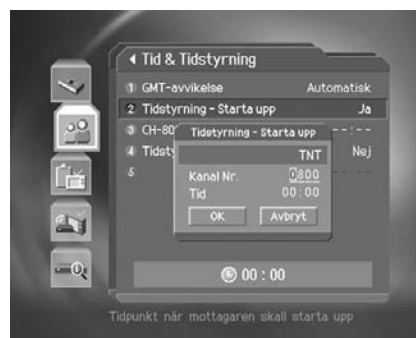 Tid & Tidstyrning
1 GMT-avvikelse Automatisk
2 Tidstyrning - Starta upp Ja
3 CH-80 --:--
4 Tidsty Nej
5
Tidstyrning - Starta upp
TNT
Kanal Nr. 0800
Tid 00:00
OK Avbryt
00 : 00
Tidpunkt när mottagaren skall starta upp